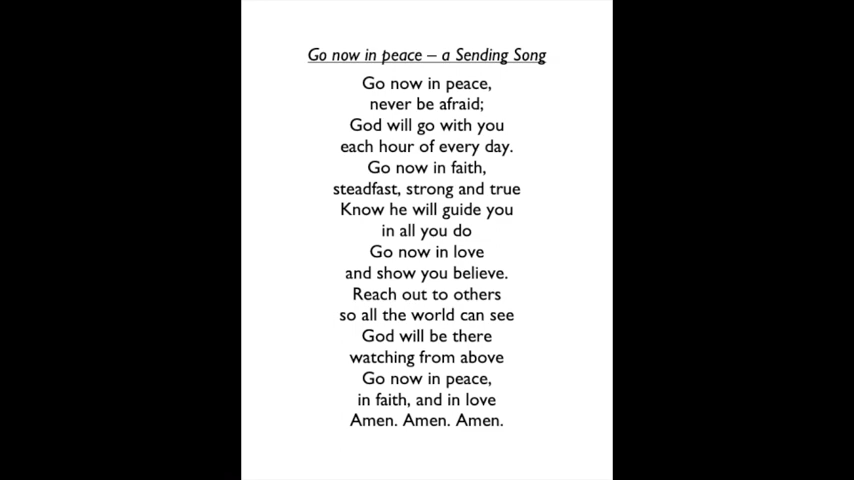 Go now in peace – a Sending Song
Go now in peace,
never be afraid;
God will go with you
each hour of every day.
Go now in faith,
steadfast, strong and true
Know he will guide you
in all you do
Go now in love
and show you believe.
Reach out to others
so all the world can see
God will be there
watching from above
Go now in peace,
in faith, and in love
Amen. Amen. Amen.